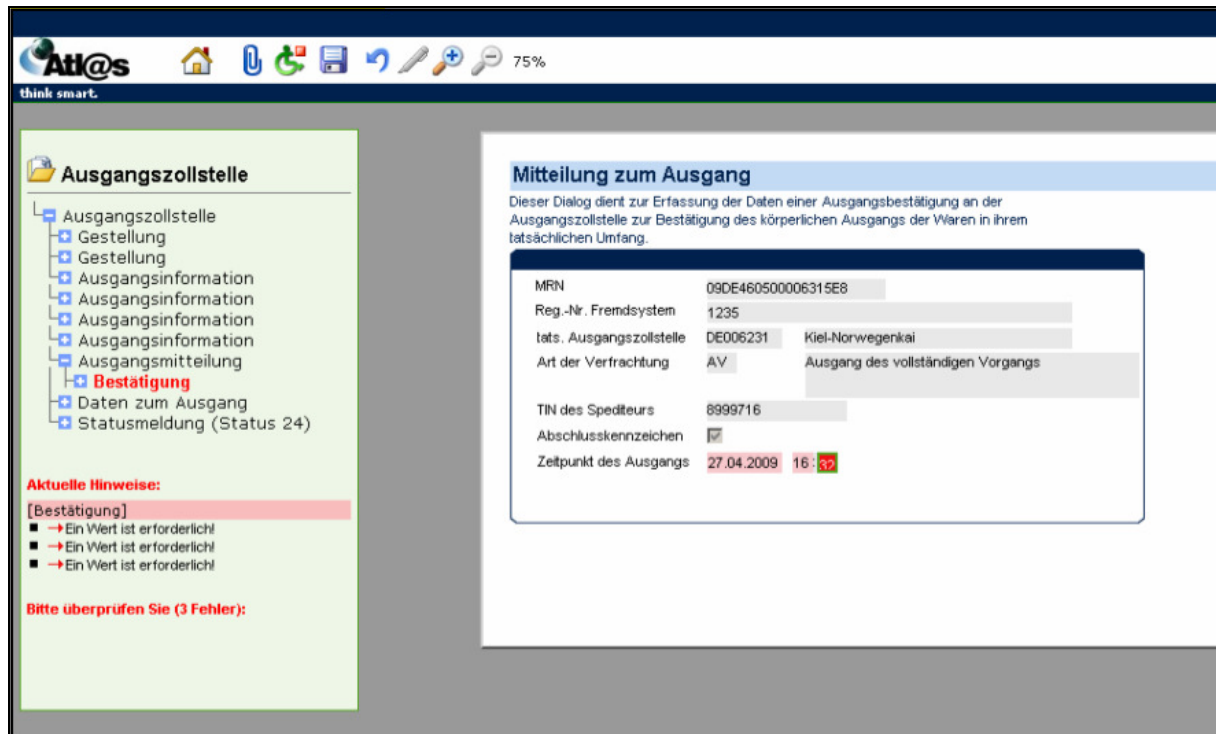 Atl@s
75%
think smart.
Ausgangszollstelle
Ausgangszollstelle
Gestellung
Gestellung
Ausgangsinformation
Ausgangsinformation
Ausgangsinformation
Ausgangsinformation
Ausgangsmitteilung
Bestätigung
Daten zum Ausgang
Statusmeldung (Status 24)
Aktuelle Hinweise:
[Bestätigung]
Ein Wert ist erforderlich!
Ein Wert ist erforderlich!
Ein Wert ist erforderlich!
Bitte überprüfen Sie (3 Fehler):
Mitteilung zum Ausgang
Dieser Dialog dient zur Erfassung der Daten einer Ausgangsbestätigung an der
Ausgangszollstelle zur Bestätigung des körperlichen Ausgangs der Waren in ihrem
tatsächlichen Umfang.
MRN 09DE460500006315E8
Reg.-Nr. Fremdsystem 1235
tats. Ausgangszollstelle DE006231 Kiel-Norwegenkai
Art der Verfrachtung AV Ausgang des vollständigen Vorgangs
TIN des Spediteurs 8999716
Abschlusskennzeichen
Zeitpunkt des Ausgangs 27.04.2009 16: